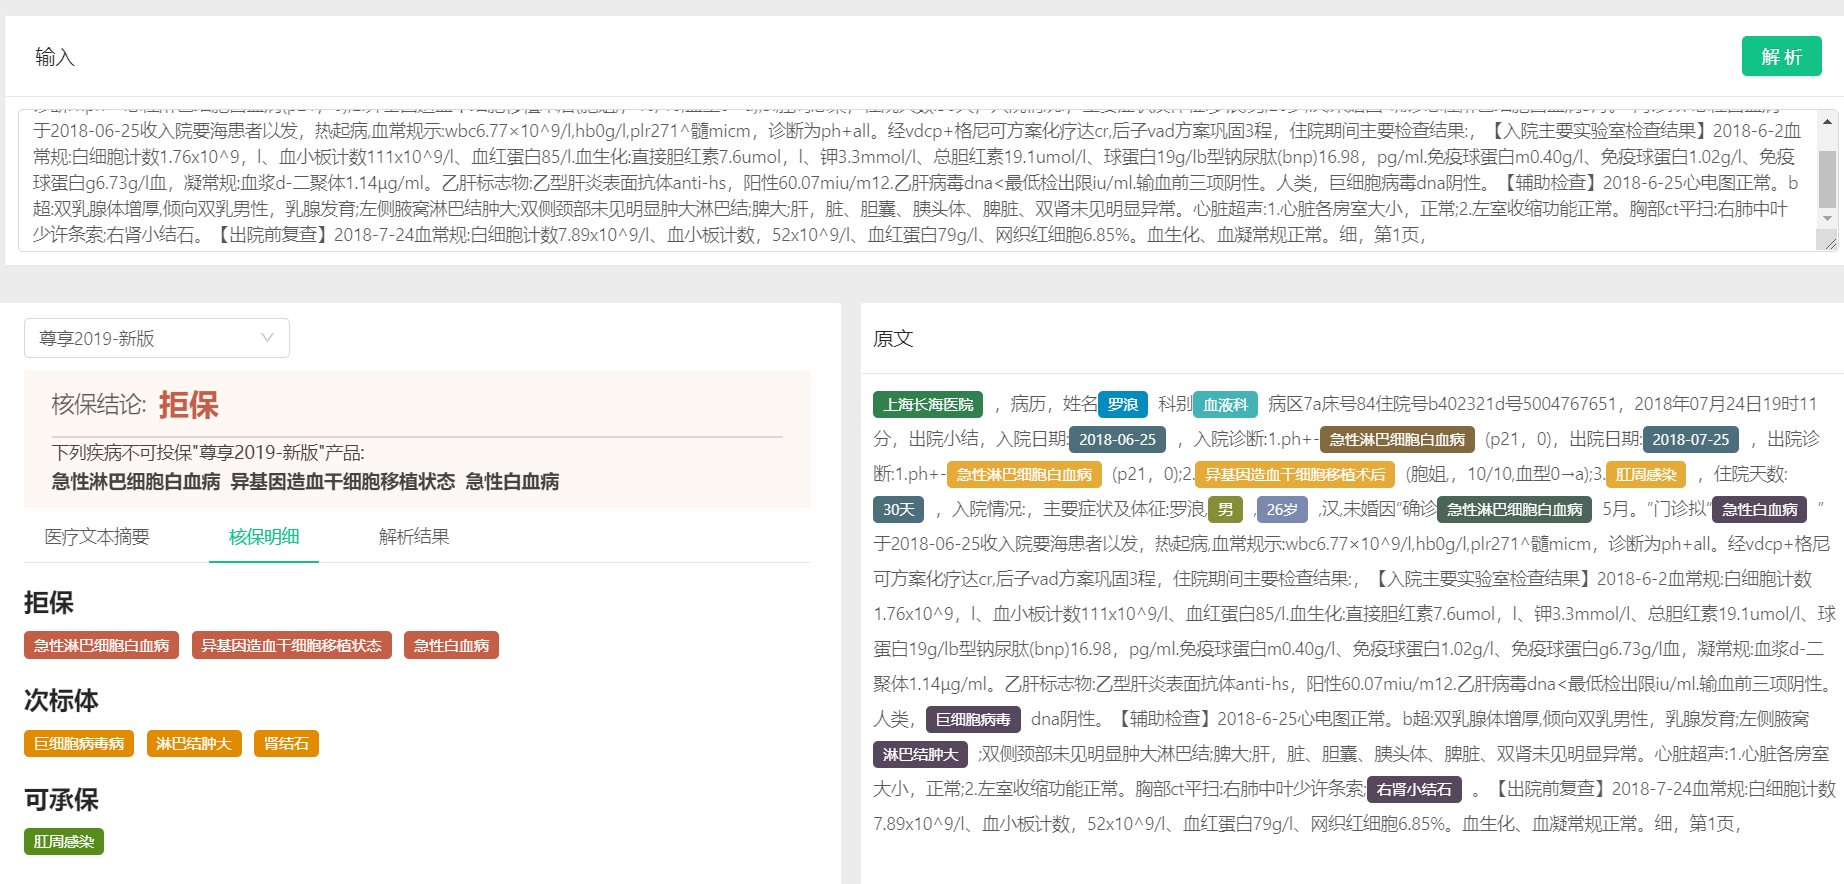 输入
解 析
于2018-06-25收入院要海患者以发，热起病,血常规示:wbc6.77×10^9/l,hb0g/l,plr271^髓micm，诊断为ph+all。经vdcp+格尼可方案化疗达cr,后子vad方案巩固3程，住院期间主要检查结果:，【入院主要实验室检查结果】2018-6-2血
常规:白细胞计数1.76x10^9，l、血小板计数111x10^9/l、血红蛋白85/l.血生化:直接胆红素7.6umol，l、钾3.3mmol/l、总胆红素19.1umol/l、球蛋白19g/lb型钠尿肽(bnp)16.98，pg/ml.免疫球蛋白m0.40g/l、免疫球蛋白1.02g/l、免疫
球蛋白g6.73g/l血，凝常规:血浆d-二聚体1.14μg/ml。乙肝标志物:乙型肝炎表面抗体anti-hs，阳性60.07miu/m12.乙肝病毒dna<最低检出限iu/ml.输血前三项阴性。人类，巨细胞病毒dna阴性。【辅助检查】2018-6-25心电图正常。b
超:双乳腺体增厚,倾向双乳男性，乳腺发育;左侧腋窝淋巴结肿大;双侧颈部未见明显肿大淋巴结;脾大;肝，脏、胆囊、胰头体、脾脏、双肾未见明显异常。心脏超声:1.心脏各房室大小，正常;2.左室收缩功能正常。胸部ct平扫:右肺中叶
少许条索;右肾小结石。【出院前复查】2018-7-24血常规:白细胞计数7.89x10^9/l、血小板计数，52x10^9/l、血红蛋白79g/l、网织红细胞6.85%。血生化、血凝常规正常。细，第1页，
尊享2019-新版
核保结论: 拒保
下列疾病不可投保"尊享2019-新版"产品:
急性淋巴细胞白血病 异基因造血干细胞移植状态 急性白血病
医疗文本摘要 核保明细 解析结果
拒保
急性淋巴细胞白血病 异基因造血干细胞移植状态 急性白血病
次标体
巨细胞病毒病 淋巴结肿大 肾结石
可承保
肛周感染
原文
上海长海医院 ，病历，姓名 罗浪 科别 血液科 病区7a床号84住院号b402321d号5004767651，2018年07月24日19时11
分，出院小结，入院日期: 2018-06-25 ，入院诊断:1.ph+- 急性淋巴细胞白血病 (p21，0)，出院日期: 2018-07-25 ，出院诊
断:1.ph+- 急性淋巴细胞白血病 (p21，0);2. 异基因造血干细胞移植术后 (胞姐,，10/10,血型0→a);3. 肛周感染 ，住院天数:
30天 ，入院情况:，主要症状及体征:罗浪, 男 , 26岁 ,汉,未婚因"确诊 急性淋巴细胞白血病 5月。"门诊拟" 急性白血病 "
于2018-06-25收入院要海患者以发，热起病,血常规示:wbc6.77×10^9/l,hb0g/l,plr271^髓micm，诊断为ph+all。经vdcp+格尼
可方案化疗达cr,后子vad方案巩固3程，住院期间主要检查结果:，【入院主要实验室检查结果】2018-6-2血常规:白细胞计数
1.76x10^9，l、血小板计数111x10^9/l、血红蛋白85/l.血生化:直接胆红素7.6umol，l、钾3.3mmol/l、总胆红素19.1umol/l、球
蛋白19g/lb型钠尿肽(bnp)16.98，pg/ml.免疫球蛋白m0.40g/l、免疫球蛋白1.02g/l、免疫球蛋白g6.73g/l血，凝常规:血浆d-二
聚体1.14μg/ml。乙肝标志物:乙型肝炎表面抗体anti-hs，阳性60.07miu/m12.乙肝病毒dna<最低检出限iu/ml.输血前三项阴性。
人类， 巨细胞病毒 dna阴性。【辅助检查】2018-6-25心电图正常。b超:双乳腺体增厚,倾向双乳男性，乳腺发育;左侧腋窝
淋巴结肿大 ;双侧颈部未见明显肿大淋巴结;脾大;肝，脏、胆囊、胰头体、脾脏、双肾未见明显异常。心脏超声:1.心脏各房室
大小，正常;2.左室收缩功能正常。胸部ct平扫:右肺中叶少许条索; 右肾小结石 。【出院前复查】2018-7-24血常规:白细胞计数
7.89x10^9/l、血小板计数，52x10^9/l、血红蛋白79g/l、网织红细胞6.85%。血生化、血凝常规正常。细，第1页，